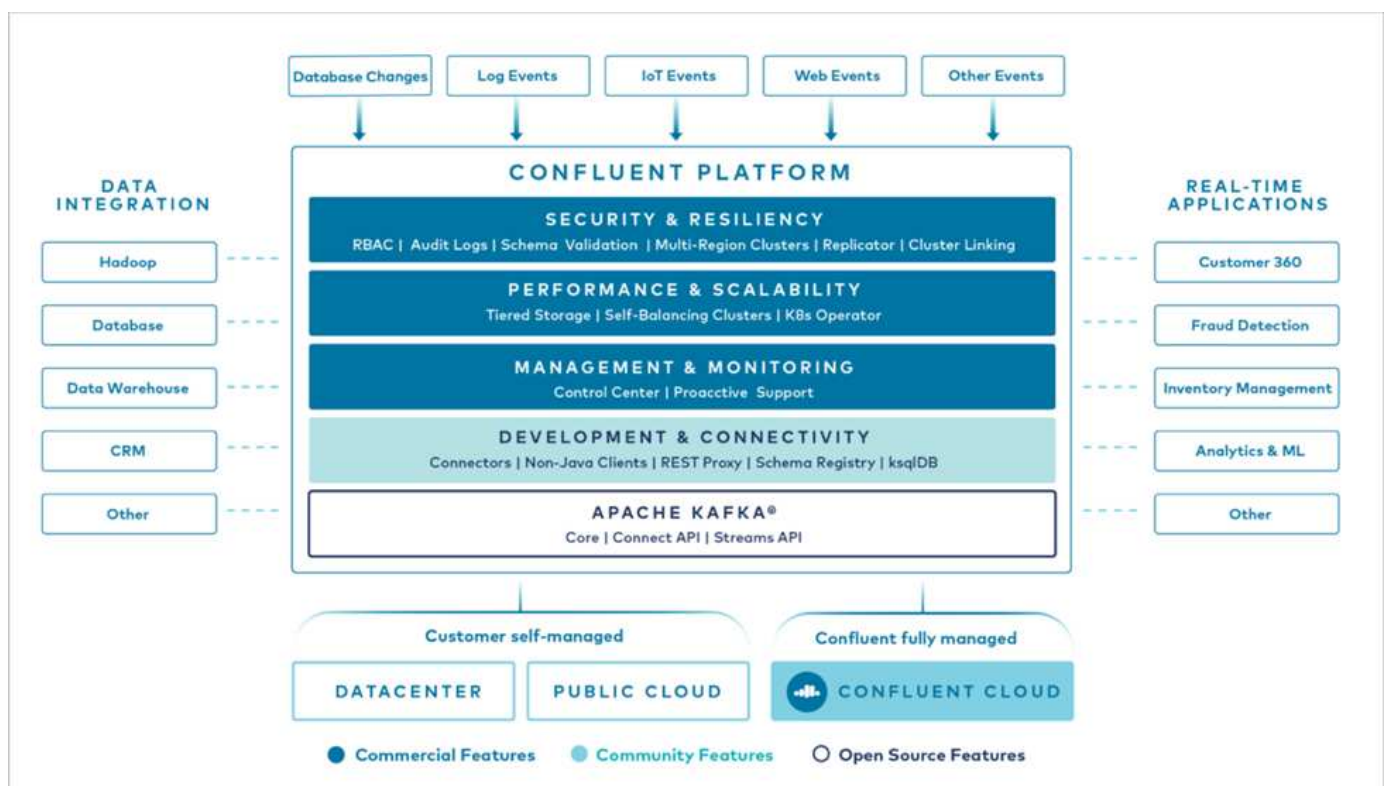 Database Changes
Log Events
IoT Events
Web Events
Other Events
CONFLUENT PLATFORM
DATA
INTEGRATION
Hadoop
Database
Data Warehouse
CRM
Other
SECURITY & RESILIENCY
RBAC | Audit Logs | Schema Validation | Multi-Region Clusters | Replicator | Cluster Linking
PERFORMANCE & SCALABILITY
Tiered Storage | Self-Balancing Clusters | K8s Operator
MANAGEMENT & MONITORING
Control Center | Proacctive Support
DEVELOPMENT & CONNECTIVITY
Connectors | Non-Java Clients | REST Proxy | Schema Registry | ksqlDB
APACHE KAFKA®
Core | Connect API | Streams API
REAL-TIME
APPLICATIONS
Customer 360
Fraud Detection
Inventory Management
Analytics & ML
Other
Customer self-managed
Confluent fully managed
DATACENTER
PUBLIC CLOUD
CONFLUENT CLOUD
Commercial Features
Community Features
Open Source Features